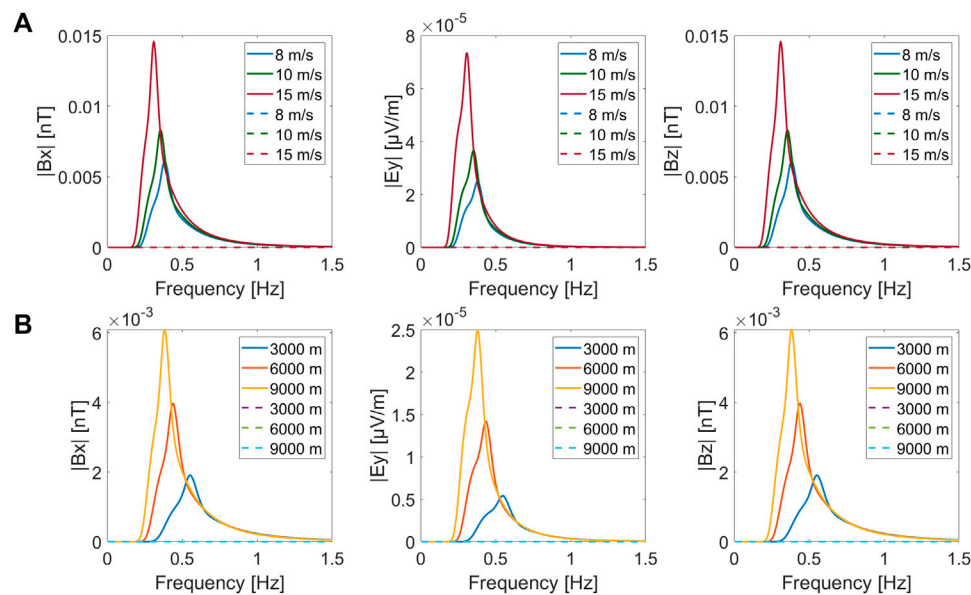 A
|Bx| [nT]
0.015
0.01
0.005
0
0 0.5 1 1.5
Frequency [Hz]
8 m/s
10 m/s
15 m/s
8 m/s
10 m/s
15 m/s
×10⁻⁵
|Ey| [µV/m]
8
6
4
2
0
0 0.5 1 1.5
Frequency [Hz]
8 m/s
10 m/s
15 m/s
8 m/s
10 m/s
15 m/s
|Bz| [nT]
0.015
0.01
0.005
0
0 0.5 1 1.5
Frequency [Hz]
8 m/s
10 m/s
15 m/s
8 m/s
10 m/s
15 m/s
B
×10⁻³
|Bx| [nT]
6
4
2
0
0 0.5 1 1.5
Frequency [Hz]
3000 m
6000 m
9000 m
3000 m
6000 m
9000 m
×10⁻⁵
|Ey| [µV/m]
2.5
2
1.5
1
0.5
0
0 0.5 1 1.5
Frequency [Hz]
3000 m
6000 m
9000 m
3000 m
6000 m
9000 m
×10⁻³
|Bz| [nT]
6
4
2
0
0 0.5 1 1.5
Frequency [Hz]
3000 m
6000 m
9000 m
3000 m
6000 m
9000 m